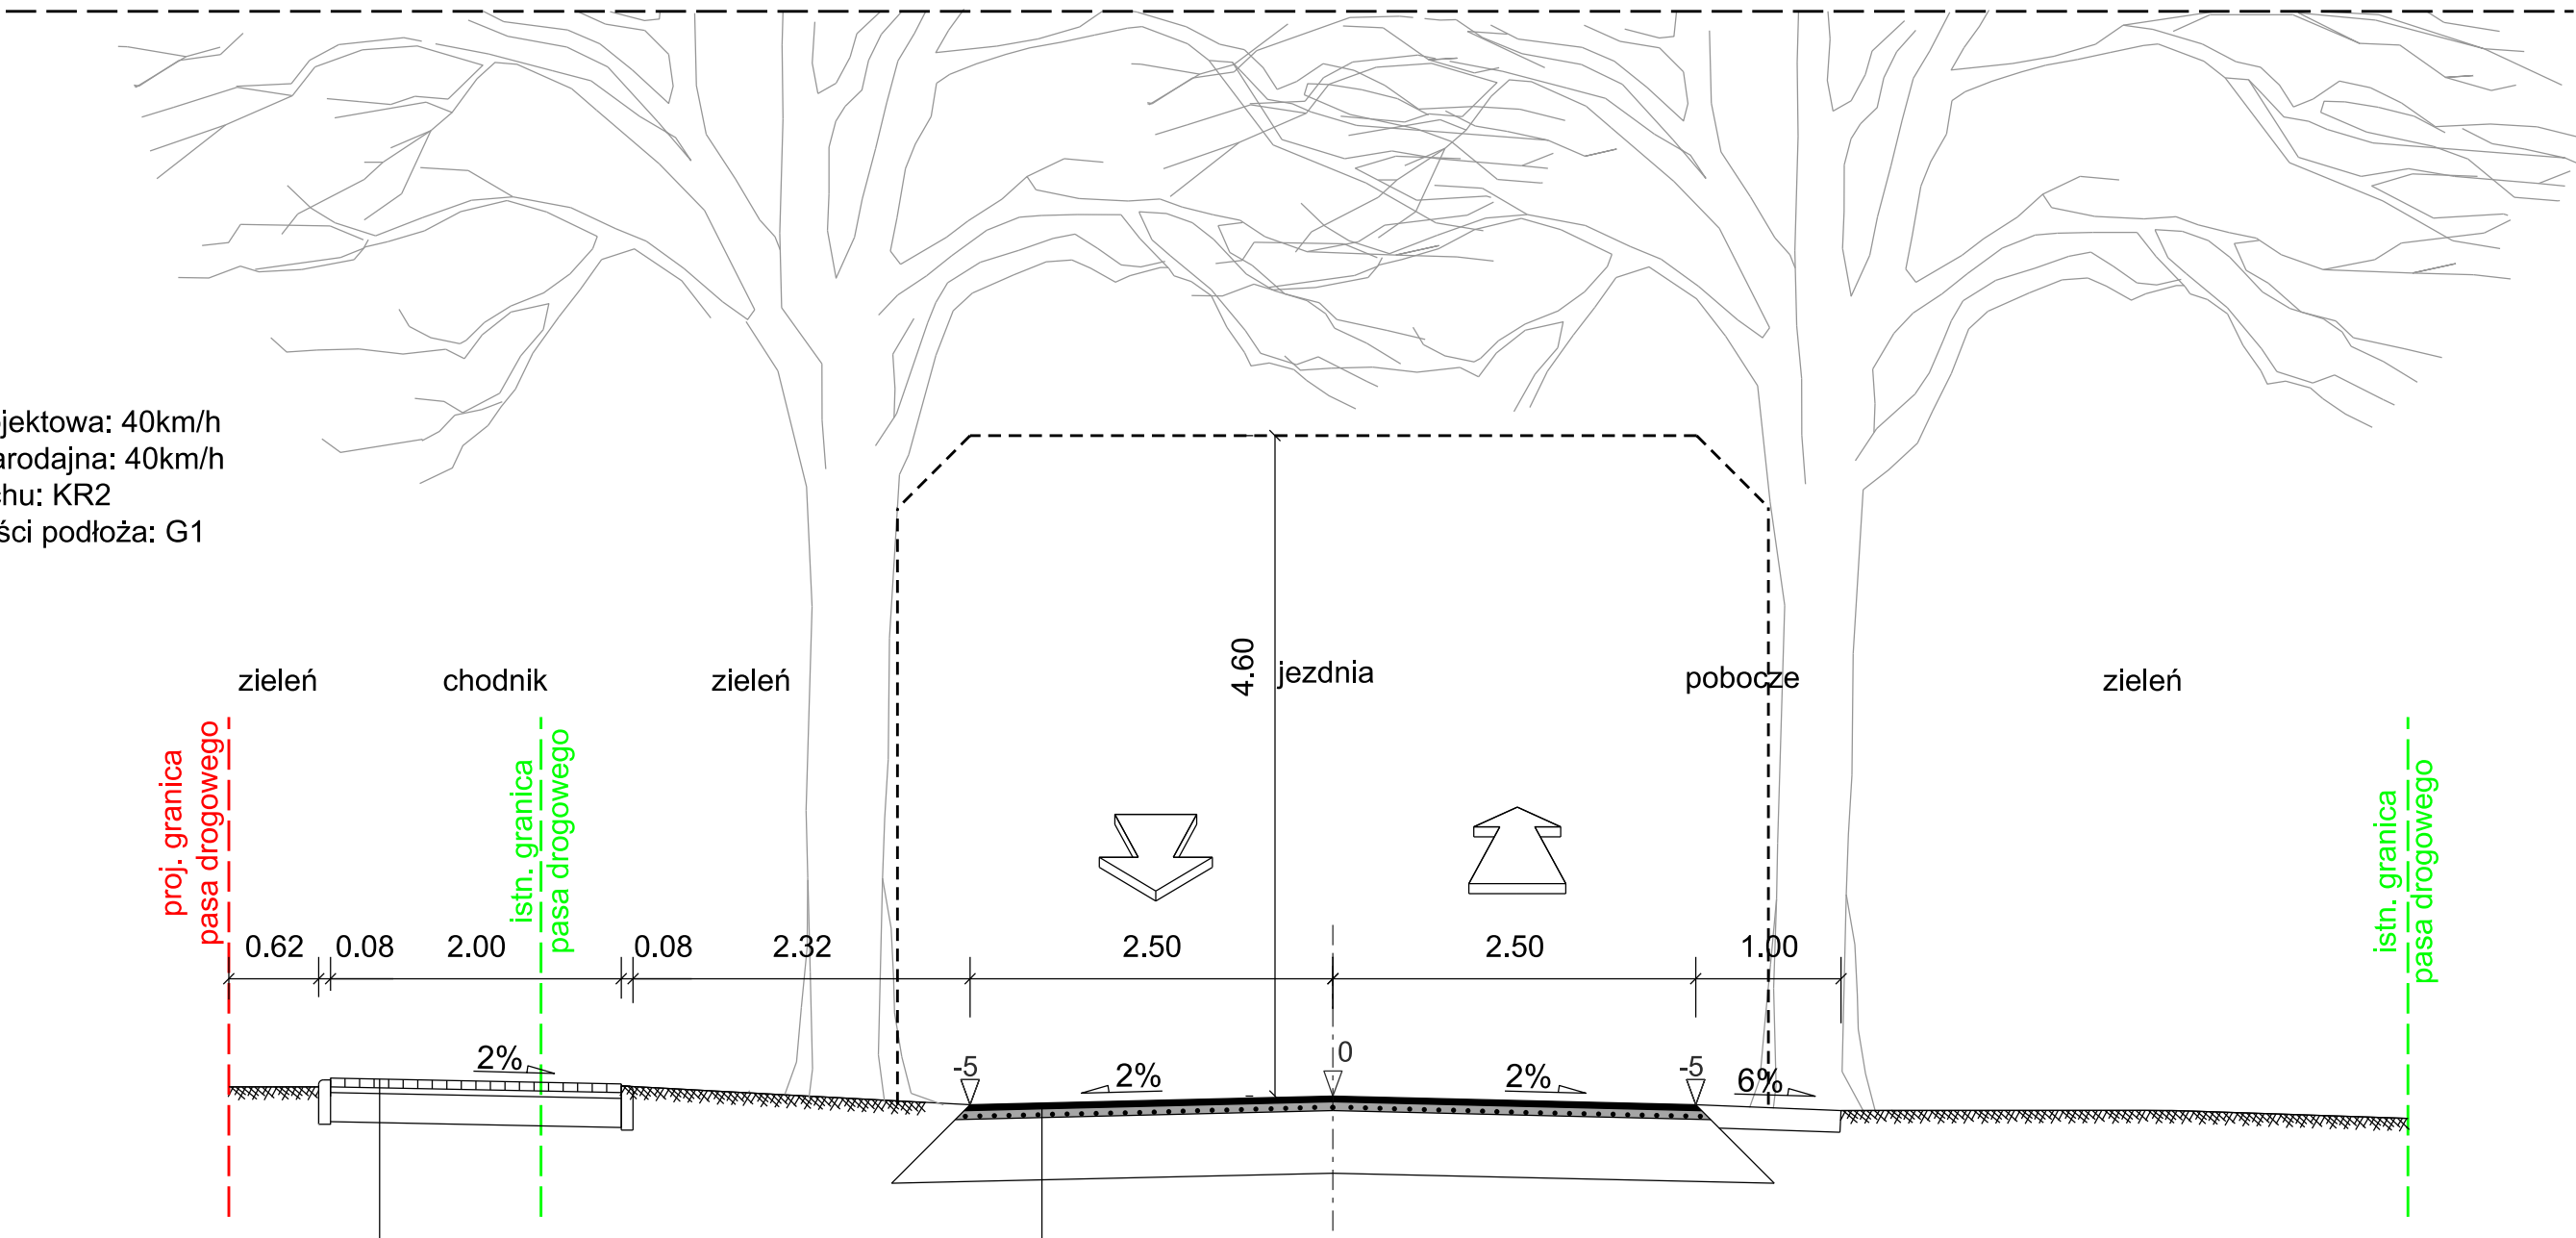 jektowa: 40km/h
arodajna: 40km/h
chu: KR2
ści podłoża: G1
4.60
zieleń chodnik zieleń jezdnia pobocze zieleń
proj. granica
pasa drogowego
istn. granica
pasa drogowego
istn. granica
pasa drogowego
0.62 0.08 2.00 0.08 2.32 2.50 2.50 1.00
2% -5 2% 0 2% -5 6%